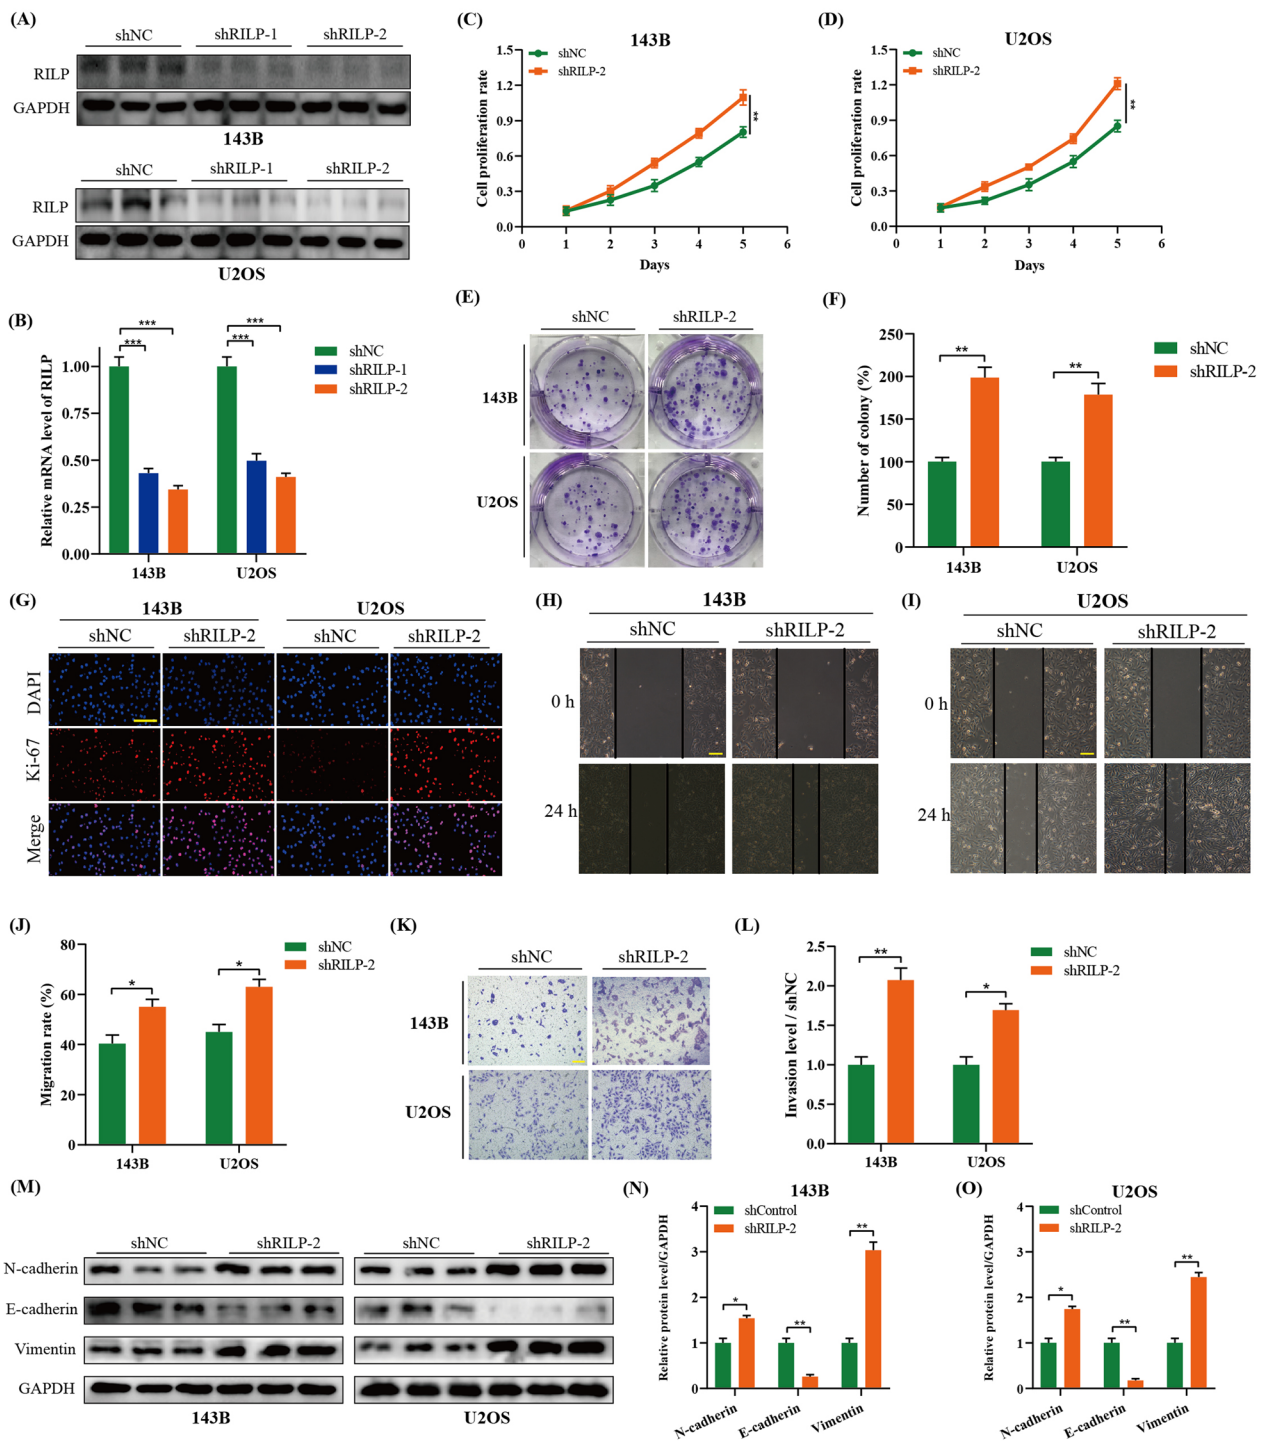 (A)
shNC shRILP-1 shRILP-2
RILP
GAPDH
143B
shNC shRILP-1 shRILP-2
RILP
GAPDH
U2OS
(B)
Relative mRNA level of RILP
1.00
0.75
0.50
0.25
0.00
*** ***
*** ***
143B U2OS
shNC
shRILP-1
shRILP-2
(C)
143B
shNC
shRILP-2
Cell proliferation rate
1.5
1.2
0.9
0.6
0.3
0.0
**
0 1 2 3 4 5 6
Days
(D)
U2OS
shNC
shRILP-2
Cell proliferation rate
1.5
1.2
0.9
0.6
0.3
0.0
**
0 1 2 3 4 5 6
Days
(E)
shNC shRILP-2
143B
U2OS
(F)
Number of colony (%)
250
200
150
100
50
0
** **
143B U2OS
shNC
shRILP-2
(G)
143B U2OS
shNC shRILP-2 shNC shRILP-2
DAPI
Ki-67
Merge
(H)
143B
shNC shRILP-2
0 h
24 h
(I)
U2OS
shNC shRILP-2
0 h
24 h
(J)
Migration rate (%)
80
60
40
20
0
* *
143B U2OS
shNC
shRILP-2
(K)
shNC shRILP-2
143B
U2OS
(L)
Invasion level / shNC
2.5
2.0
1.5
1.0
0.5
0.0
** *
143B U2OS
shNC
shRILP-2
(M)
shNC shRILP-2 shNC shRILP-2
N-cadherin
E-cadherin
Vimentin
GAPDH
143B U2OS
(N)
143B
shControl
shRILP-2
Relative protein level/GAPDH
4
3
2
1
0
* ** **
N-cadherin E-cadherin Vimentin
(O)
U2OS
shControl
shRILP-2
Relative protein level/GAPDH
4
3
2
1
0
* ** **
N-cadherin E-cadherin Vimentin